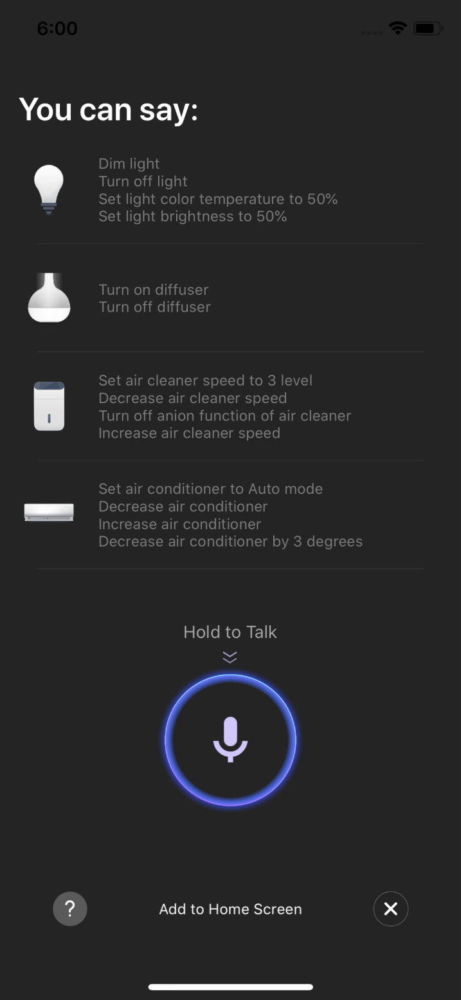 6:00
You can say:
Dim light
Turn off light
Set light color temperature to 50%
Set light brightness to 50%
Turn on diffuser
Turn off diffuser
Set air cleaner speed to 3 level
Decrease air cleaner speed
Turn off anion function of air cleaner
Increase air cleaner speed
Set air conditioner to Auto mode
Decrease air conditioner
Increase air conditioner
Decrease air conditioner by 3 degrees
Hold to Talk
?
Add to Home Screen